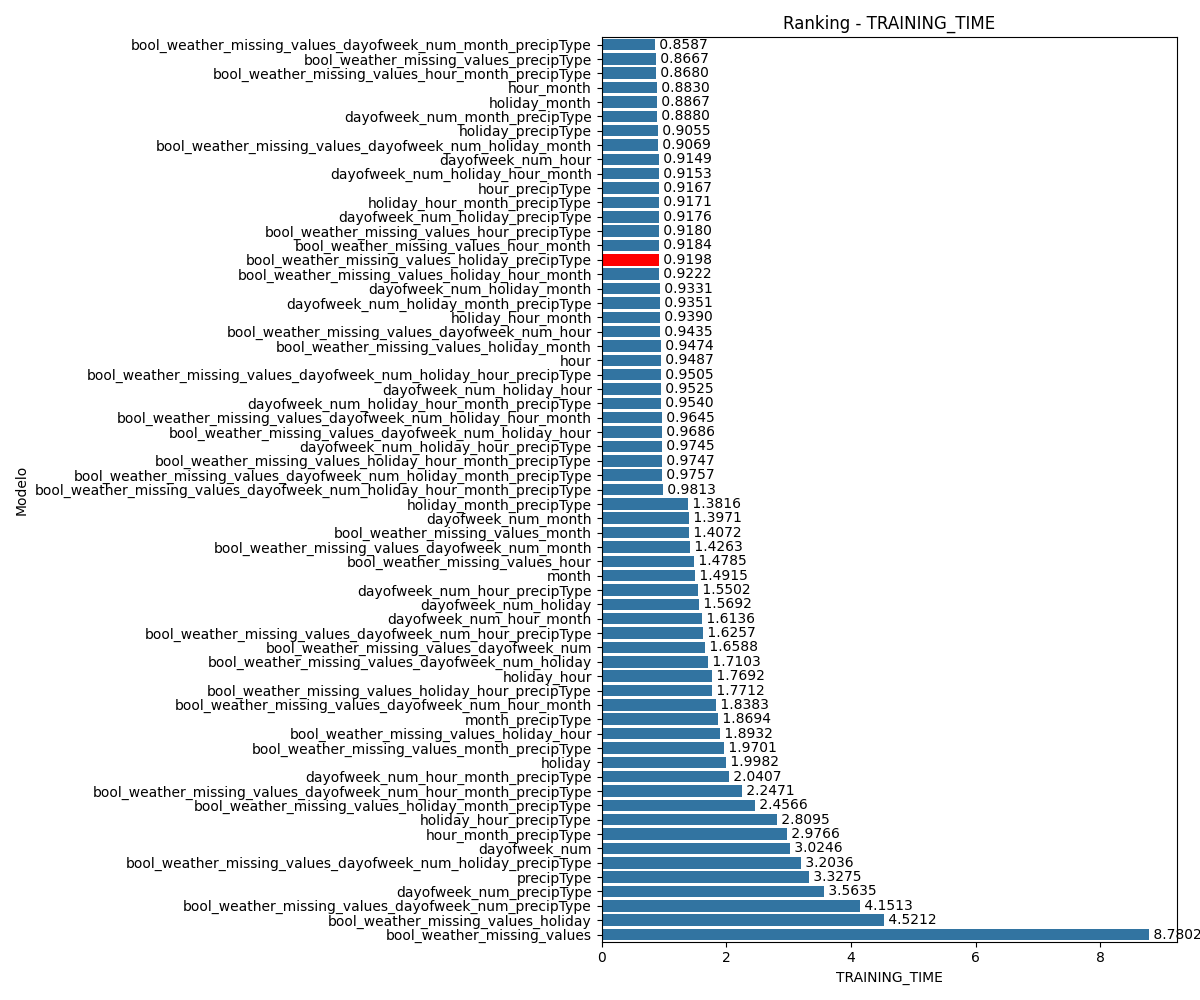 Ranking - TRAINING_TIME
bool_weather_missing_values_dayofweek_num_month_precipType 0.8587
bool_weather_missing_values_precipType 0.8667
bool_weather_missing_values_hour_month_precipType 0.8680
hour_month 0.8830
holiday_month 0.8867
dayofweek_num_month_precipType 0.8880
holiday_precipType 0.9055
bool_weather_missing_values_dayofweek_num_holiday_month 0.9069
dayofweek_num_hour 0.9149
dayofweek_num_holiday_hour_month 0.9153
hour_precipType 0.9167
holiday_hour_month_precipType 0.9171
dayofweek_num_holiday_precipType 0.9176
bool_weather_missing_values_hour_precipType 0.9180
bool_weather_missing_values_hour_month 0.9184
bool_weather_missing_values_holiday_precipType 0.9198
bool_weather_missing_values_holiday_hour_month 0.9222
dayofweek_num_holiday_month 0.9331
dayofweek_num_holiday_month_precipType 0.9351
holiday_hour_month 0.9390
bool_weather_missing_values_dayofweek_num_hour 0.9435
bool_weather_missing_values_holiday_month 0.9474
hour 0.9487
bool_weather_missing_values_dayofweek_num_holiday_hour_precipType 0.9505
dayofweek_num_holiday_hour 0.9525
dayofweek_num_holiday_hour_month_precipType 0.9540
bool_weather_missing_values_dayofweek_num_holiday_hour_month 0.9645
bool_weather_missing_values_dayofweek_num_holiday_hour 0.9686
dayofweek_num_holiday_hour_precipType 0.9745
bool_weather_missing_values_holiday_hour_month_precipType 0.9747
bool_weather_missing_values_dayofweek_num_holiday_month_precipType 0.9757
bool_weather_missing_values_dayofweek_num_holiday_hour_month_precipType 0.9813
holiday_month_precipType 1.3816
dayofweek_num_month 1.3971
bool_weather_missing_values_month 1.4072
bool_weather_missing_values_dayofweek_num_month 1.4263
bool_weather_missing_values_hour 1.4785
month 1.4915
dayofweek_num_hour_precipType 1.5502
dayofweek_num_holiday 1.5692
dayofweek_num_hour_month 1.6136
bool_weather_missing_values_dayofweek_num_hour_precipType 1.6257
bool_weather_missing_values_dayofweek_num 1.6588
bool_weather_missing_values_dayofweek_num_holiday 1.7103
holiday_hour 1.7692
bool_weather_missing_values_holiday_hour_precipType 1.7712
bool_weather_missing_values_dayofweek_num_hour_month 1.8383
month_precipType 1.8694
bool_weather_missing_values_holiday_hour 1.8932
bool_weather_missing_values_month_precipType 1.9701
holiday 1.9982
dayofweek_num_hour_month_precipType 2.0407
bool_weather_missing_values_dayofweek_num_hour_month_precipType 2.2471
bool_weather_missing_values_holiday_month_precipType 2.4566
holiday_hour_precipType 2.8095
hour_month_precipType 2.9766
dayofweek_num 3.0246
bool_weather_missing_values_dayofweek_num_holiday_precipType 3.2036
precipType 3.3275
dayofweek_num_precipType 3.5635
bool_weather_missing_values_dayofweek_num_precipType 4.1513
bool_weather_missing_values_holiday 4.5212
bool_weather_missing_values 8.7802
Modelo
0 2 4 6 8
TRAINING_TIME